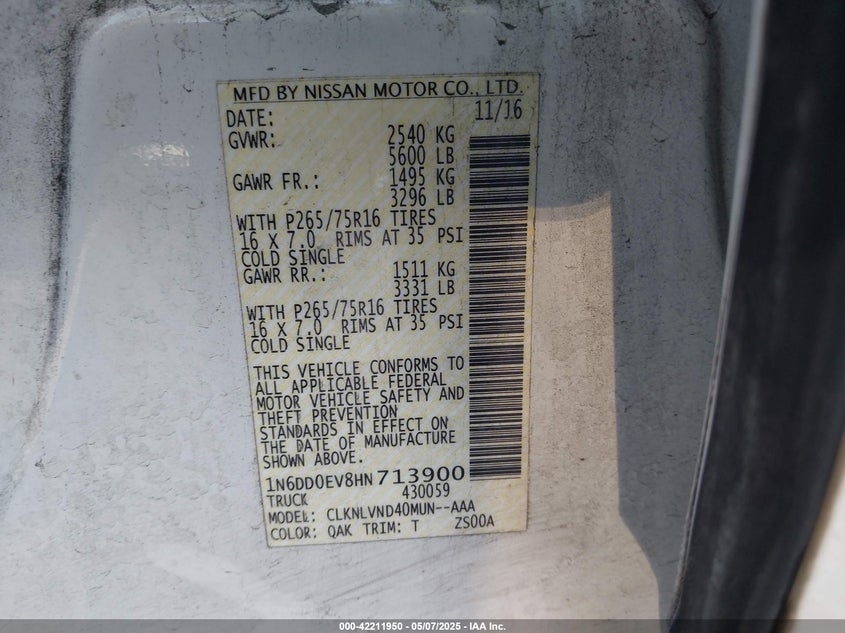 MFD BY NISSAN MOTOR CO., LTD.
DATE: 11/16
GVWR: 2540 KG
5600 LB
GAWR FR.: 1495 KG
3296 LB
WITH P265/75R16 TIRES
16 X 7.0 RIMS AT 35 PSI
COLD SINGLE
GAWR RR.: 1511 KG
3331 LB
WITH P265/75R16 TIRES
16 X 7.0 RIMS AT 35 PSI
COLD SINGLE
THIS VEHICLE CONFORMS TO
ALL APPLICABLE FEDERAL
MOTOR VEHICLE SAFETY AND
THEFT PREVENTION
STANDARDS IN EFFECT ON
THE DATE OF MANUFACTURE
SHOWN ABOVE.
1N6DD0EV8HN713900
TRUCK 430059
MODEL: CLKNLVND40MUN--AAA
COLOR: QAK TRIM: T ZS00A
000-42211950 - 05/07/2025 - IAA Inc.